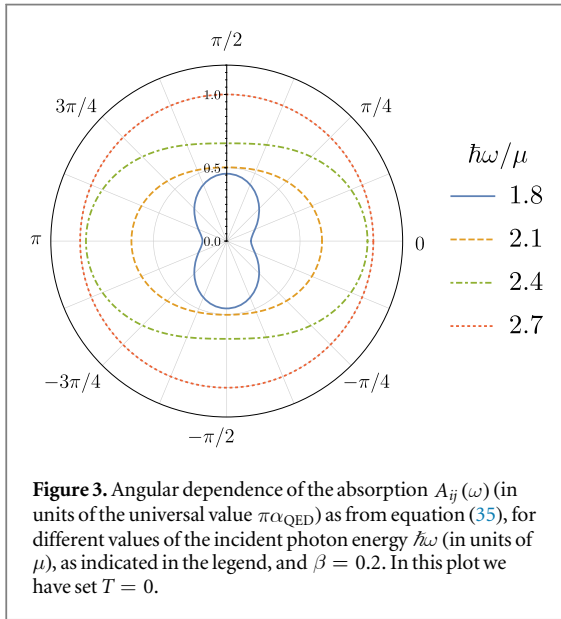 π/2
3π/4
1.0
π/4
ħω/μ
0.5
1.8
2.1
π
0.0
0
2.4
2.7
−3π/4
−π/4
−π/2
Figure 3. Angular dependence of the absorption A_ij(ω) (in
units of the universal value πα_QED) as from equation (35), for
different values of the incident photon energy ħω (in units of
μ), as indicated in the legend, and β = 0.2. In this plot we
have set T = 0.